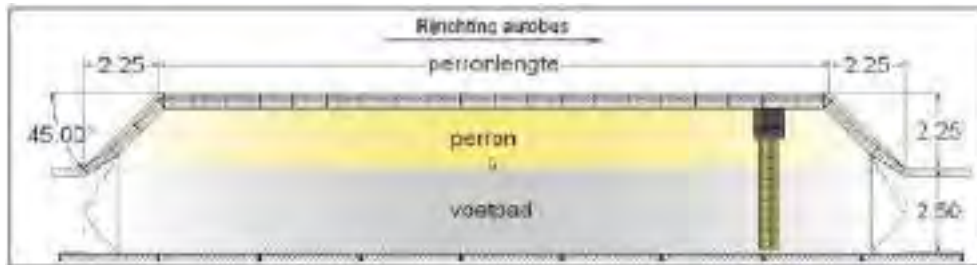 Rijrichting autobus
2.25 perronlengte 2.25
45.00°
perron
2.25
voetpad
2.50